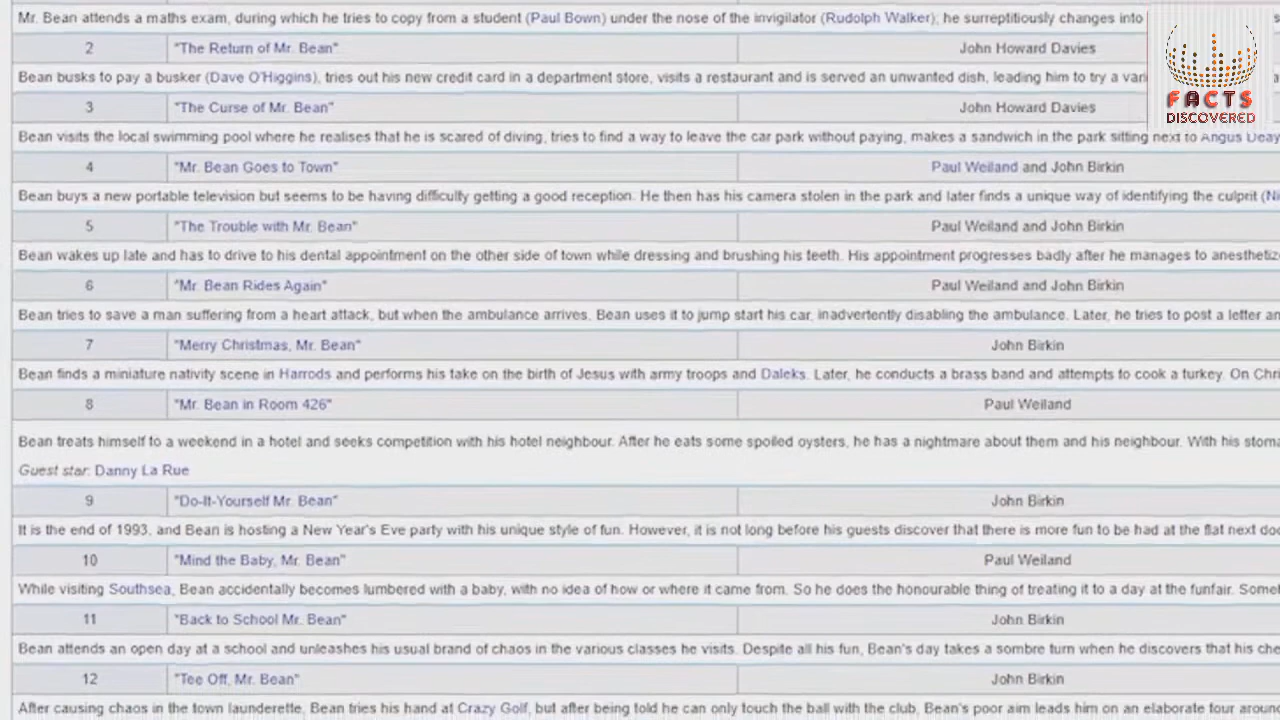 Mr. Bean attends a maths exam, during which he tries to copy from a student (Paul Bown) under the nose of the invigilator (Rudolph Walker); he surreptitiously changes into
2 "The Return of Mr. Bean" John Howard Davies
Bean busks to pay a busker (Dave O'Higgins), tries out his new credit card in a department store, visits a restaurant and is served an unwanted dish, leading him to try a vari
3 "The Curse of Mr. Bean" John Howard Davies
FACTS
DISCOVERED
Bean visits the local swimming pool where he realises that he is scared of diving, tries to find a way to leave the car park without paying, makes a sandwich in the park sitting next to Angus Deay
4 "Mr. Bean Goes to Town" Paul Weiland and John Birkin
Bean buys a new portable television but seems to be having difficulty getting a good reception. He then has his camera stolen in the park and later finds a unique way of identifying the culprit (Ni
5 "The Trouble with Mr. Bean" Paul Weiland and John Birkin
Bean wakes up late and has to drive to his dental appointment on the other side of town while dressing and brushing his teeth. His appointment progresses badly after he manages to anesthetize
6 "Mr. Bean Rides Again" Paul Weiland and John Birkin
Bean tries to save a man suffering from a heart attack, but when the ambulance arrives, Bean uses it to jump start his car, inadvertently disabling the ambulance. Later, he tries to post a letter an
7 "Merry Christmas, Mr. Bean" John Birkin
Bean finds a miniature nativity scene in Harrods and performs his take on the birth of Jesus with army troops and Daleks. Later, he conducts a brass band and attempts to cook a turkey. On Chri
8 "Mr. Bean in Room 426" Paul Weiland
Bean treats himself to a weekend in a hotel and seeks competition with his hotel neighbour. After he eats some spoiled oysters, he has a nightmare about them and his neighbour. With his stoma
Guest star: Danny La Rue
9 "Do-It-Yourself Mr. Bean" John Birkin
It is the end of 1993, and Bean is hosting a New Year's Eve party with his unique style of fun. However, it is not long before his guests discover that there is more fun to be had at the flat next doo
10 "Mind the Baby, Mr. Bean" Paul Weiland
While visiting Southsea, Bean accidentally becomes lumbered with a baby, with no idea of how or where it came from. So he does the honourable thing of treating it to a day at the funfair. Someh
11 "Back to School Mr. Bean" John Birkin
Bean attends an open day at a school and unleashes his usual brand of chaos in the various classes he visits. Despite all his fun, Bean's day takes a sombre turn when he discovers that his che
12 "Tee Off, Mr. Bean" John Birkin
After causing chaos in the town launderette, Bean tries his hand at Crazy Golf, but after being told he can only touch the ball with the club, Bean's poor aim leads him on an elaborate tour aroun